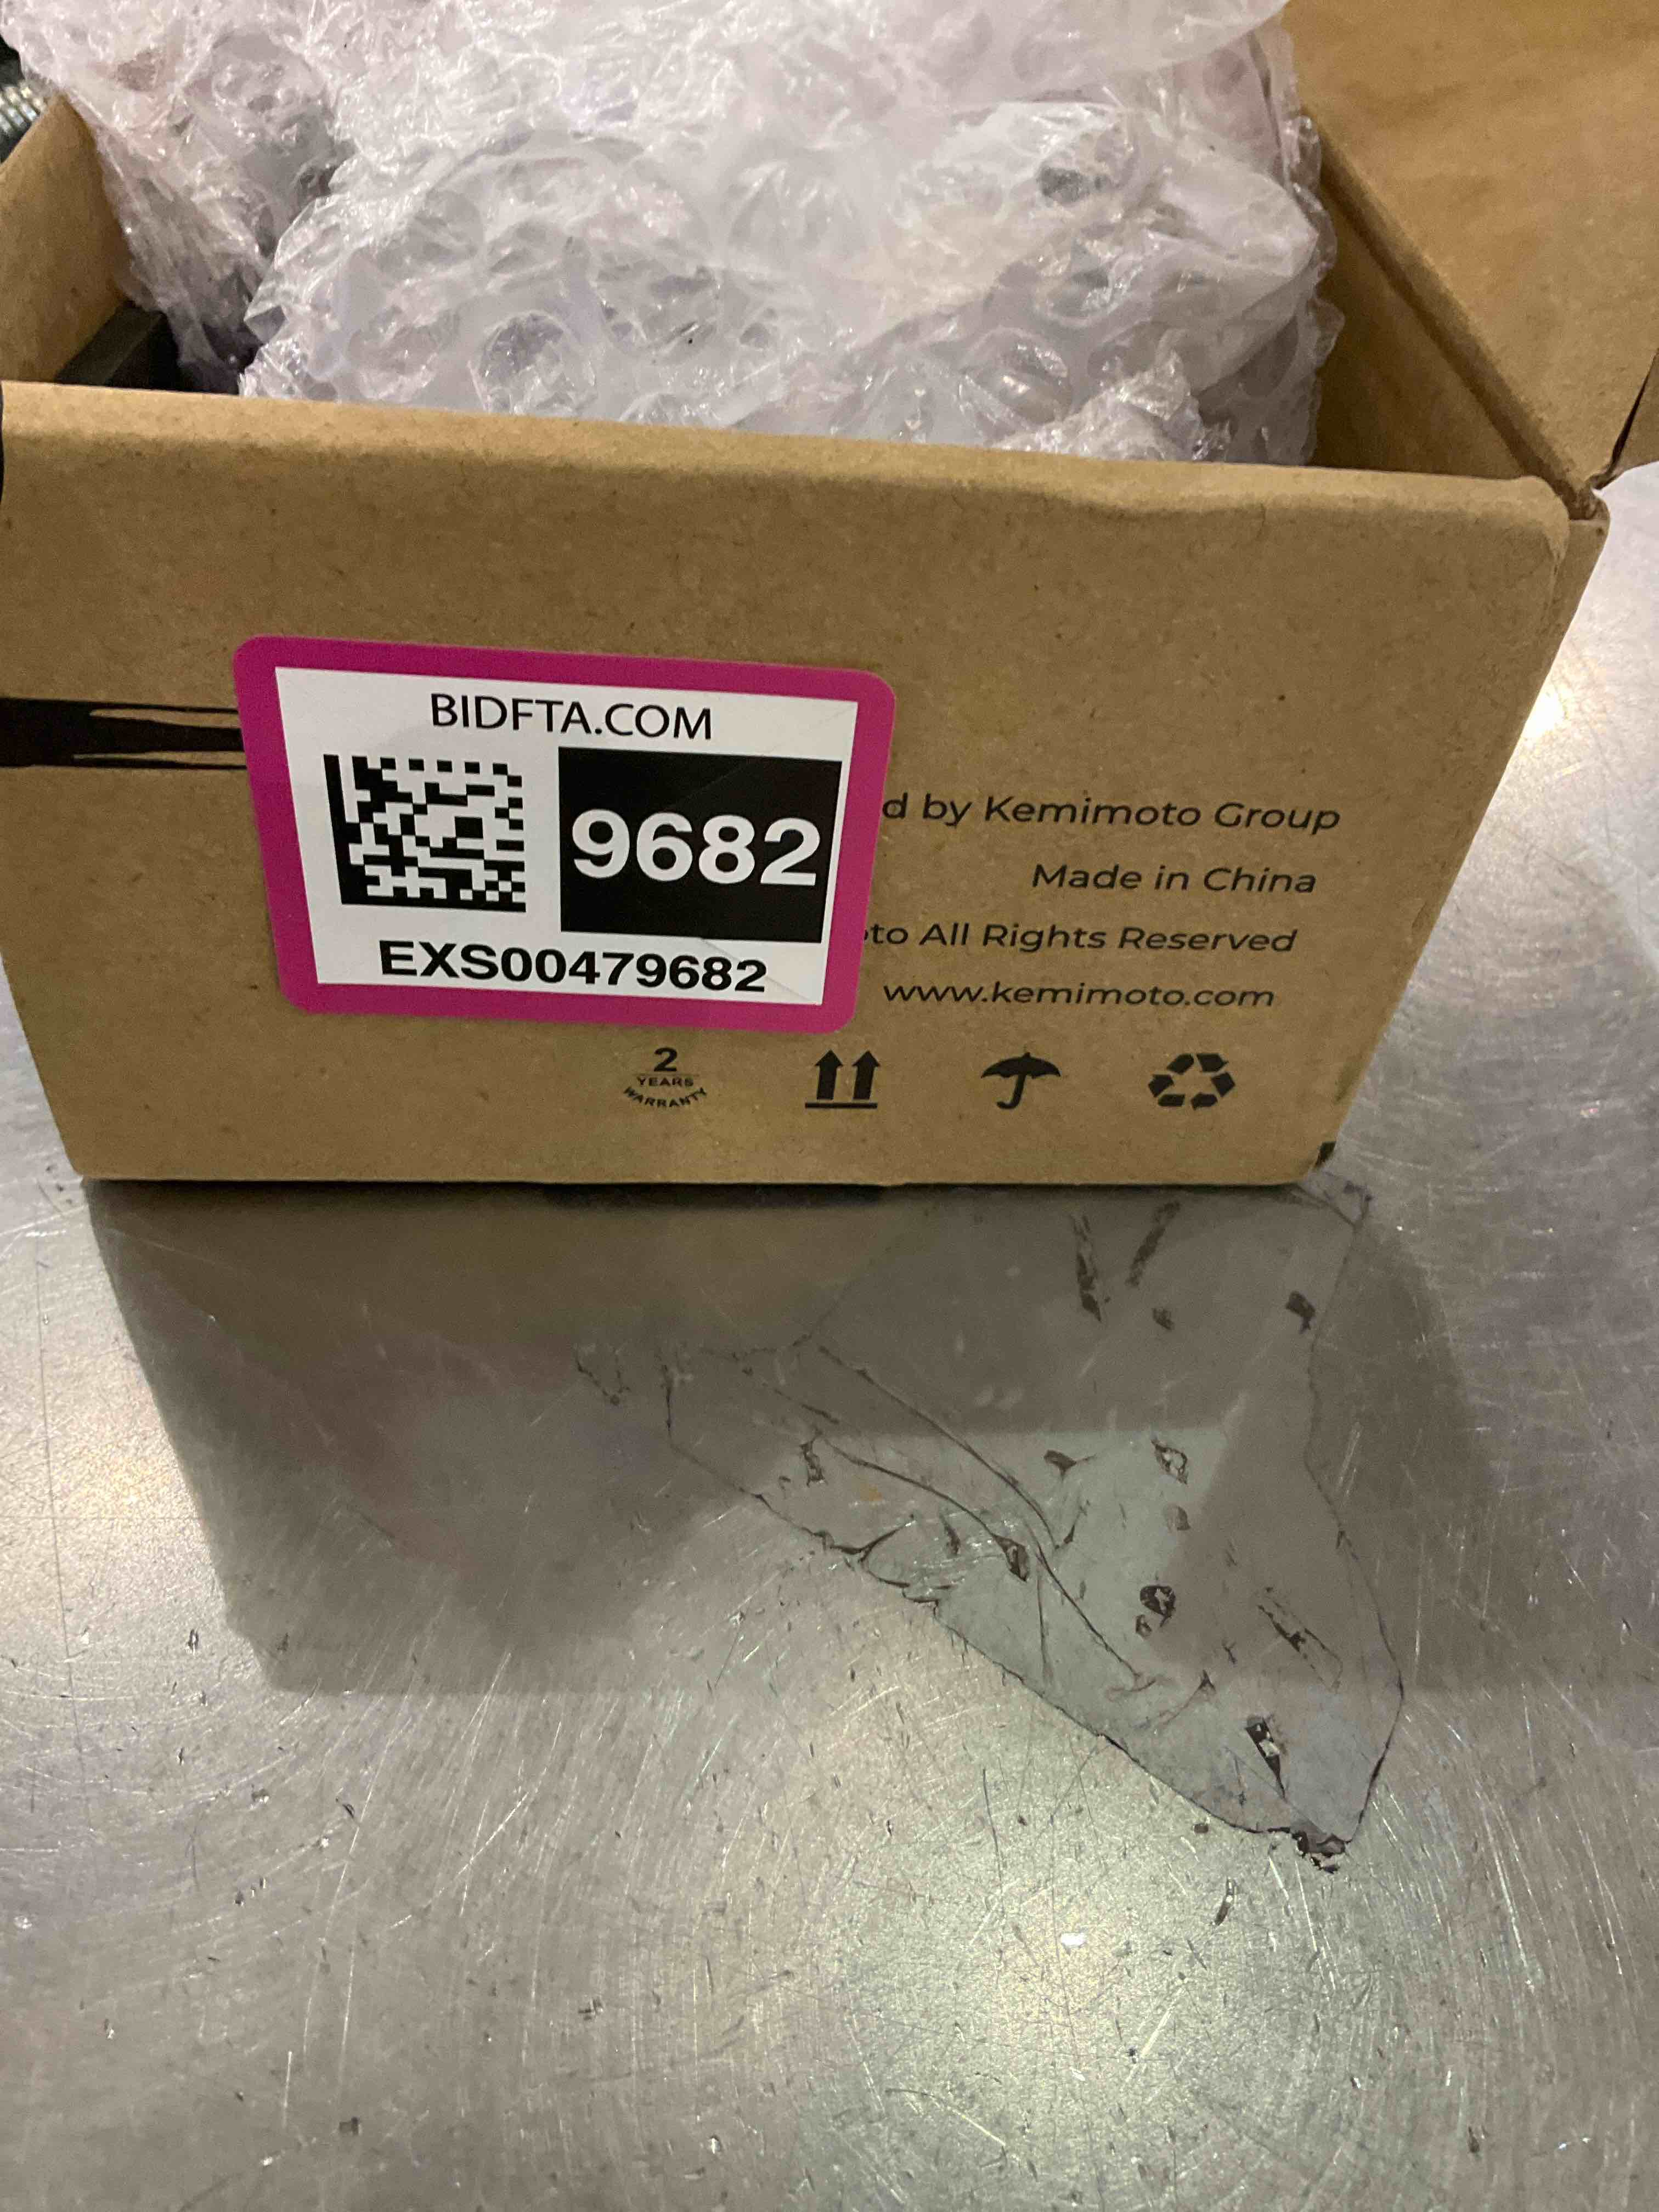 BIDFTA.COM
9682
EXS00479682
d by Kemimoto Group
Made in China
to All Rights Reserved
www.kemimoto.com
2
YEARS
WARRANTY